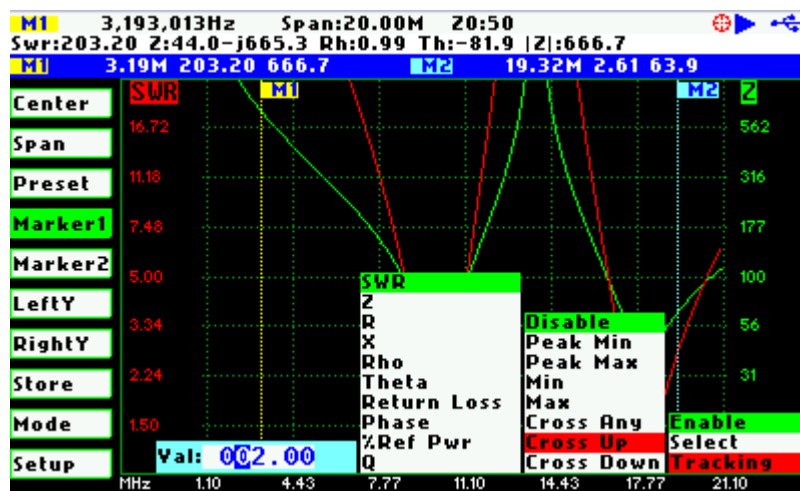 M1 3,193,013Hz Span:20.00M Z0:50
Swr:203.20 Z:44.0-j665.3 Rh:0.99 Th:-81.9 |Z|:666.7
M1 3.19M 203.20 666.7 M2 19.32M 2.61 63.9
SWR M1 M2 Z
Center
16.72 562
Span
Preset 11.18 316
Marker1 7.48 177
Marker2
5.00 100
SWR
LeftY
Z
R Disable
3.34 56
RightY
X Peak Min
Rho Peak Max
Store 2.24 31
Theta Min
Return Loss Max
Mode 1.50
Phase Cross Any Enable
%Ref Pwr Cross Up Select
Setup
Val: 002.00
Q Cross Down Tracking
MHz 1.10 4.43 7.77 11.10 14.43 17.77 21.10